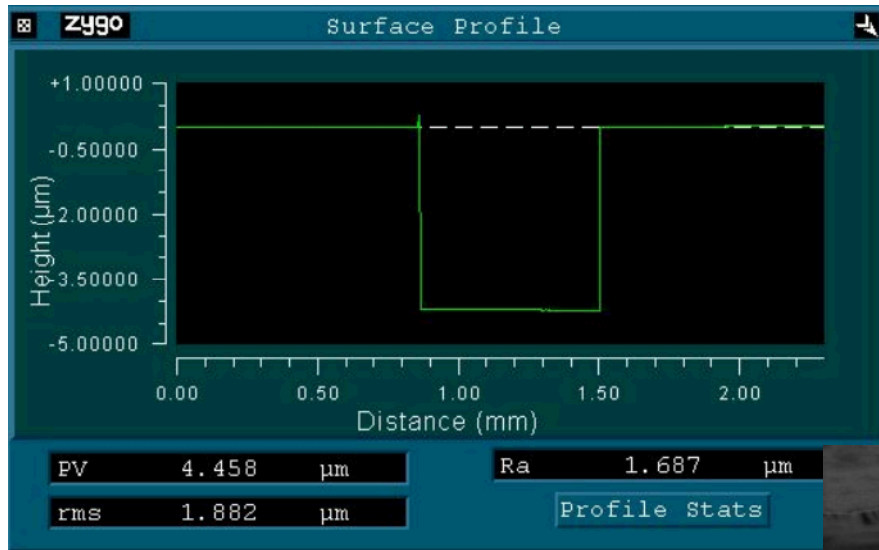 zygo Surface Profile
+1.00000
-0.50000
-2.00000
-3.50000
-5.00000
Height (µm)
0.00 0.50 1.00 1.50 2.00
Distance (mm)
PV 4.458 µm
Ra 1.687 µm
rms 1.882 µm
Profile Stats